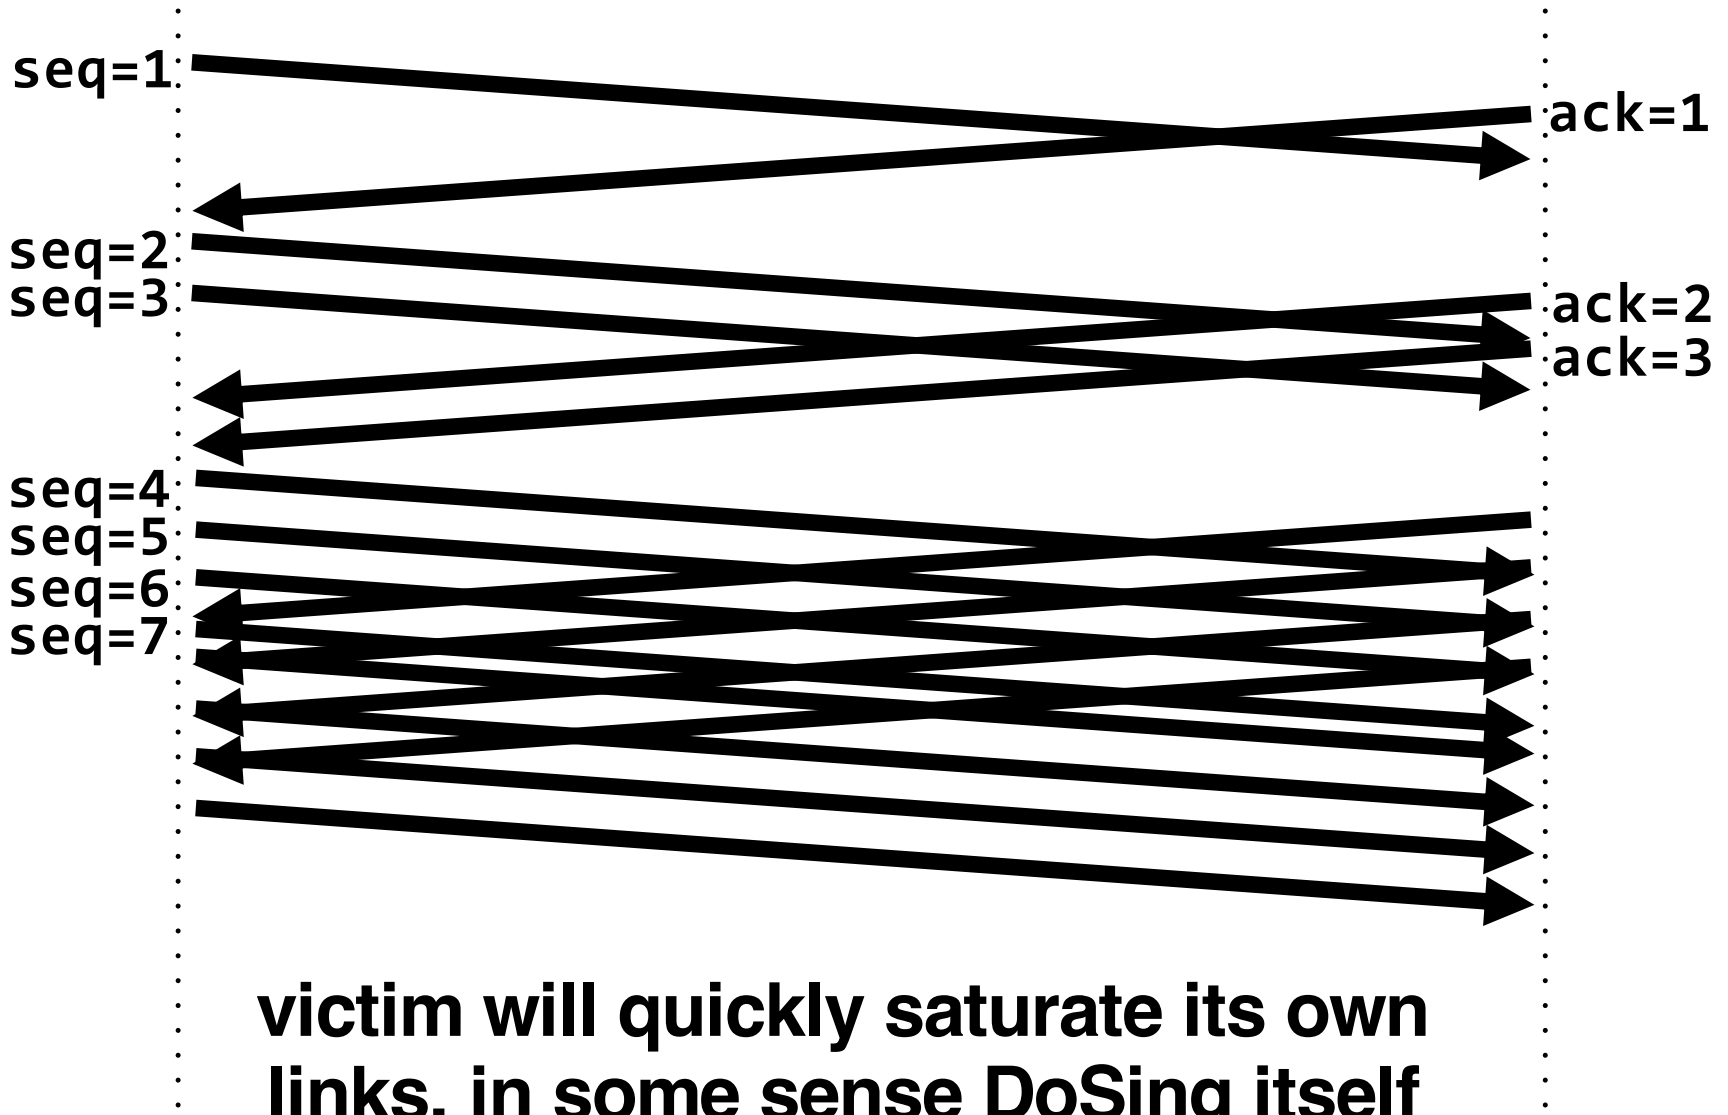 seq=1
ack=1
seq=2
seq=3
ack=2
ack=3
seq=4
seq=5
seq=6
seq=7
victim will quickly saturate its own
links, in some sense DoSing itself